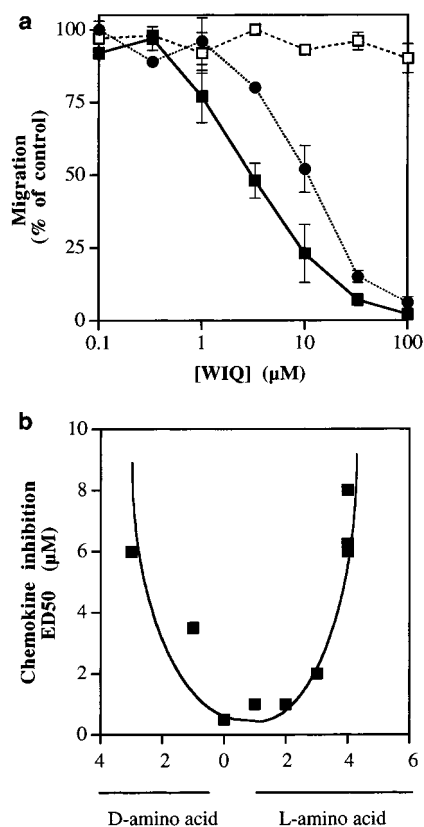 a
100
75
50
25
0
Migration
(% of control)
0.1 1 10 100
[WIQ] (µM)
b
10
8
6
4
2
0
Chemokine inhibition
ED50
(µM)
4 2 0 2 4 6
D-amino acid L-amino acid